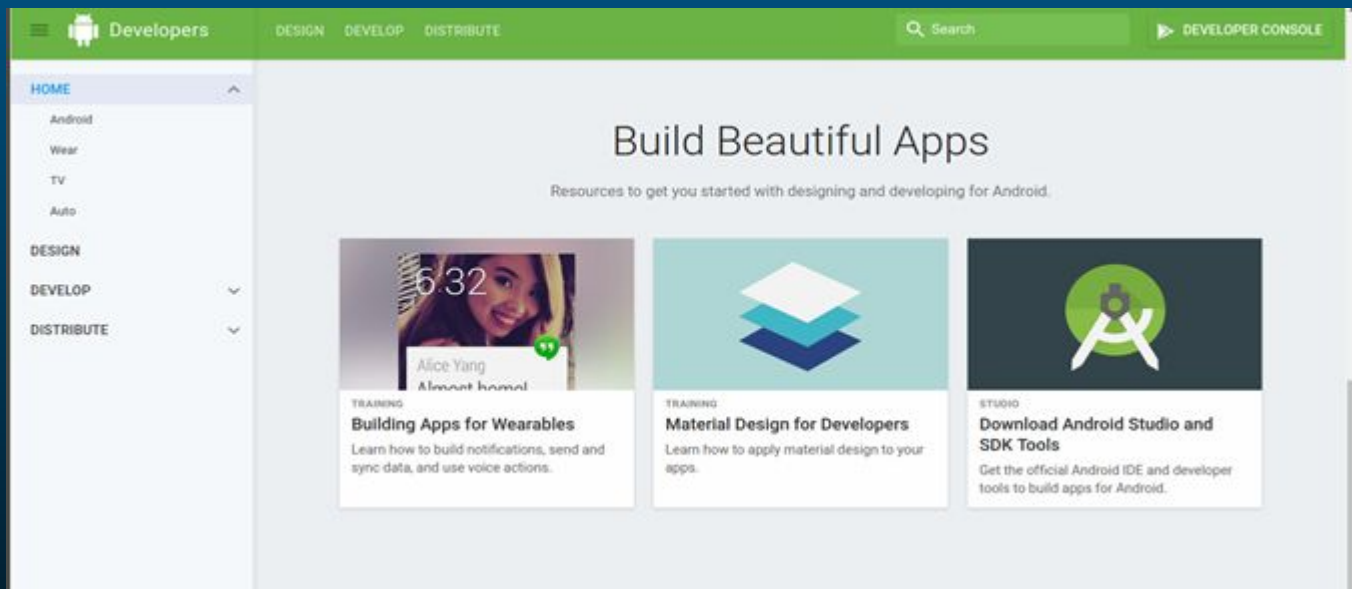 Developers
DESIGN DEVELOP DISTRIBUTE
Search
DEVELOPER CONSOLE
HOME
Android
Wear
TV
Auto
DESIGN
DEVELOP
DISTRIBUTE
Build Beautiful Apps
Resources to get you started with designing and developing for Android.
6:32
Alice Yang
Almost home!
TRAINING
Building Apps for Wearables
Learn how to build notifications, send and
sync data, and use voice actions.
TRAINING
Material Design for Developers
Learn how to apply material design to your
apps.
STUDIO
Download Android Studio and
SDK Tools
Get the official Android IDE and developer
tools to build apps for Android.